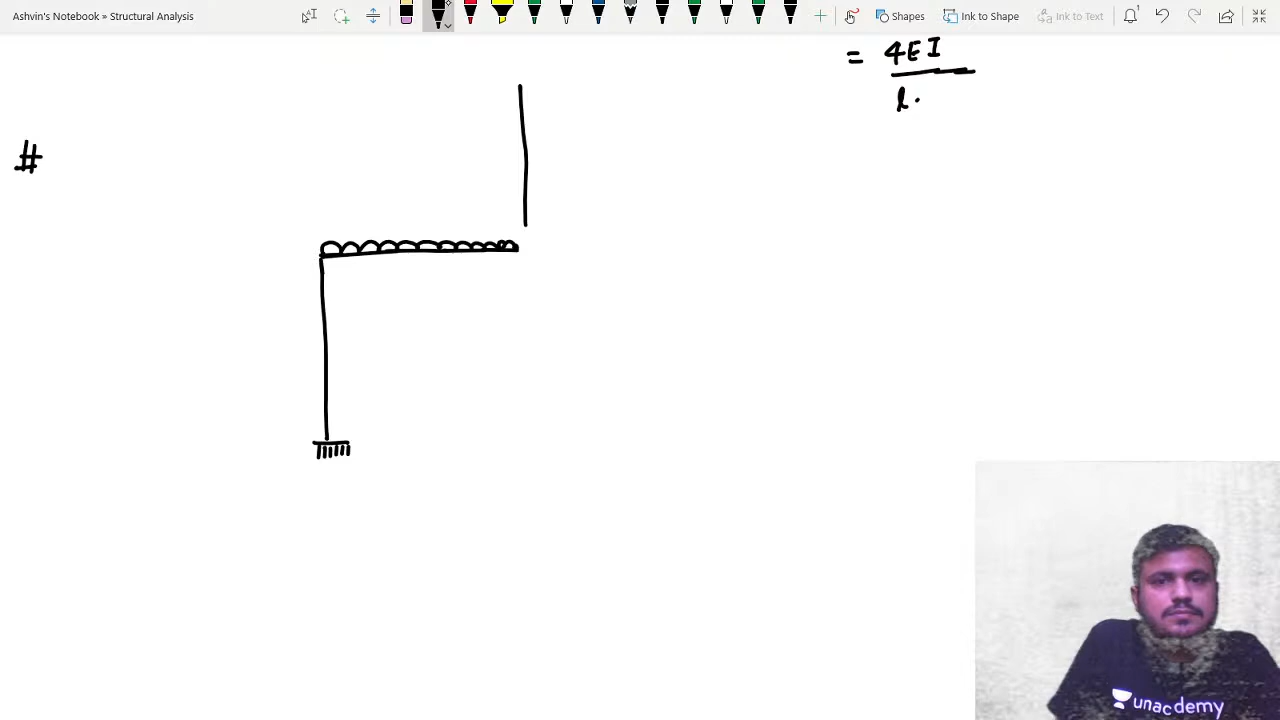 Ashvin's Notebook » Structural Analysis
Shapes
Ink to Shape
Ink to Text
= 4EI
l.
#
unacademy